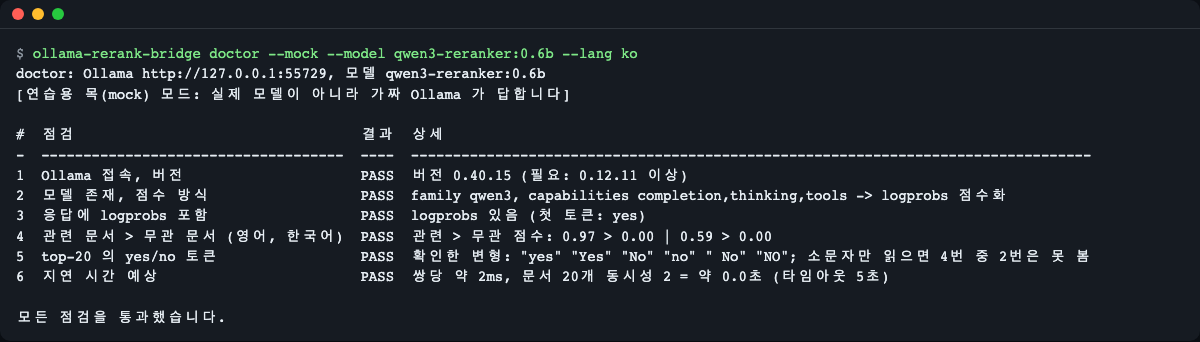 $ ollama-rerank-bridge doctor --mock --model qwen3-reranker:0.6b --lang ko
doctor: Ollama http://127.0.0.1:55729, 모델 qwen3-reranker:0.6b
[연습용 목(mock) 모드: 실제 모델이 아니라 가짜 Ollama 가 답합니다]
#  점검  결과  상세
-  ------------------------------------  ----  ---------------------------------------------------------------------------------
1  Ollama 접속, 버전  PASS  버전 0.40.15 (필요: 0.12.11 이상)
2  모델 존재, 점수 방식  PASS  family qwen3, capabilities completion,thinking,tools -> logprobs 점수화
3  응답에 logprobs 포함  PASS  logprobs 있음 (첫 토큰: yes)
4  관련 문서 > 무관 문서 (영어, 한국어)  PASS  관련 > 무관 점수: 0.97 > 0.00 | 0.59 > 0.00
5  top-20 의 yes/no 토큰  PASS  확인한 변형: "yes" "Yes" "No" "no" " No" "NO"; 소문자만 읽으면 4번 중 2번은 못 봄
6  지연 시간 예상  PASS  쌍당 약 2ms, 문서 20개 동시성 2 = 약 0.0초 (타임아웃 5초)
모든 점검을 통과했습니다.